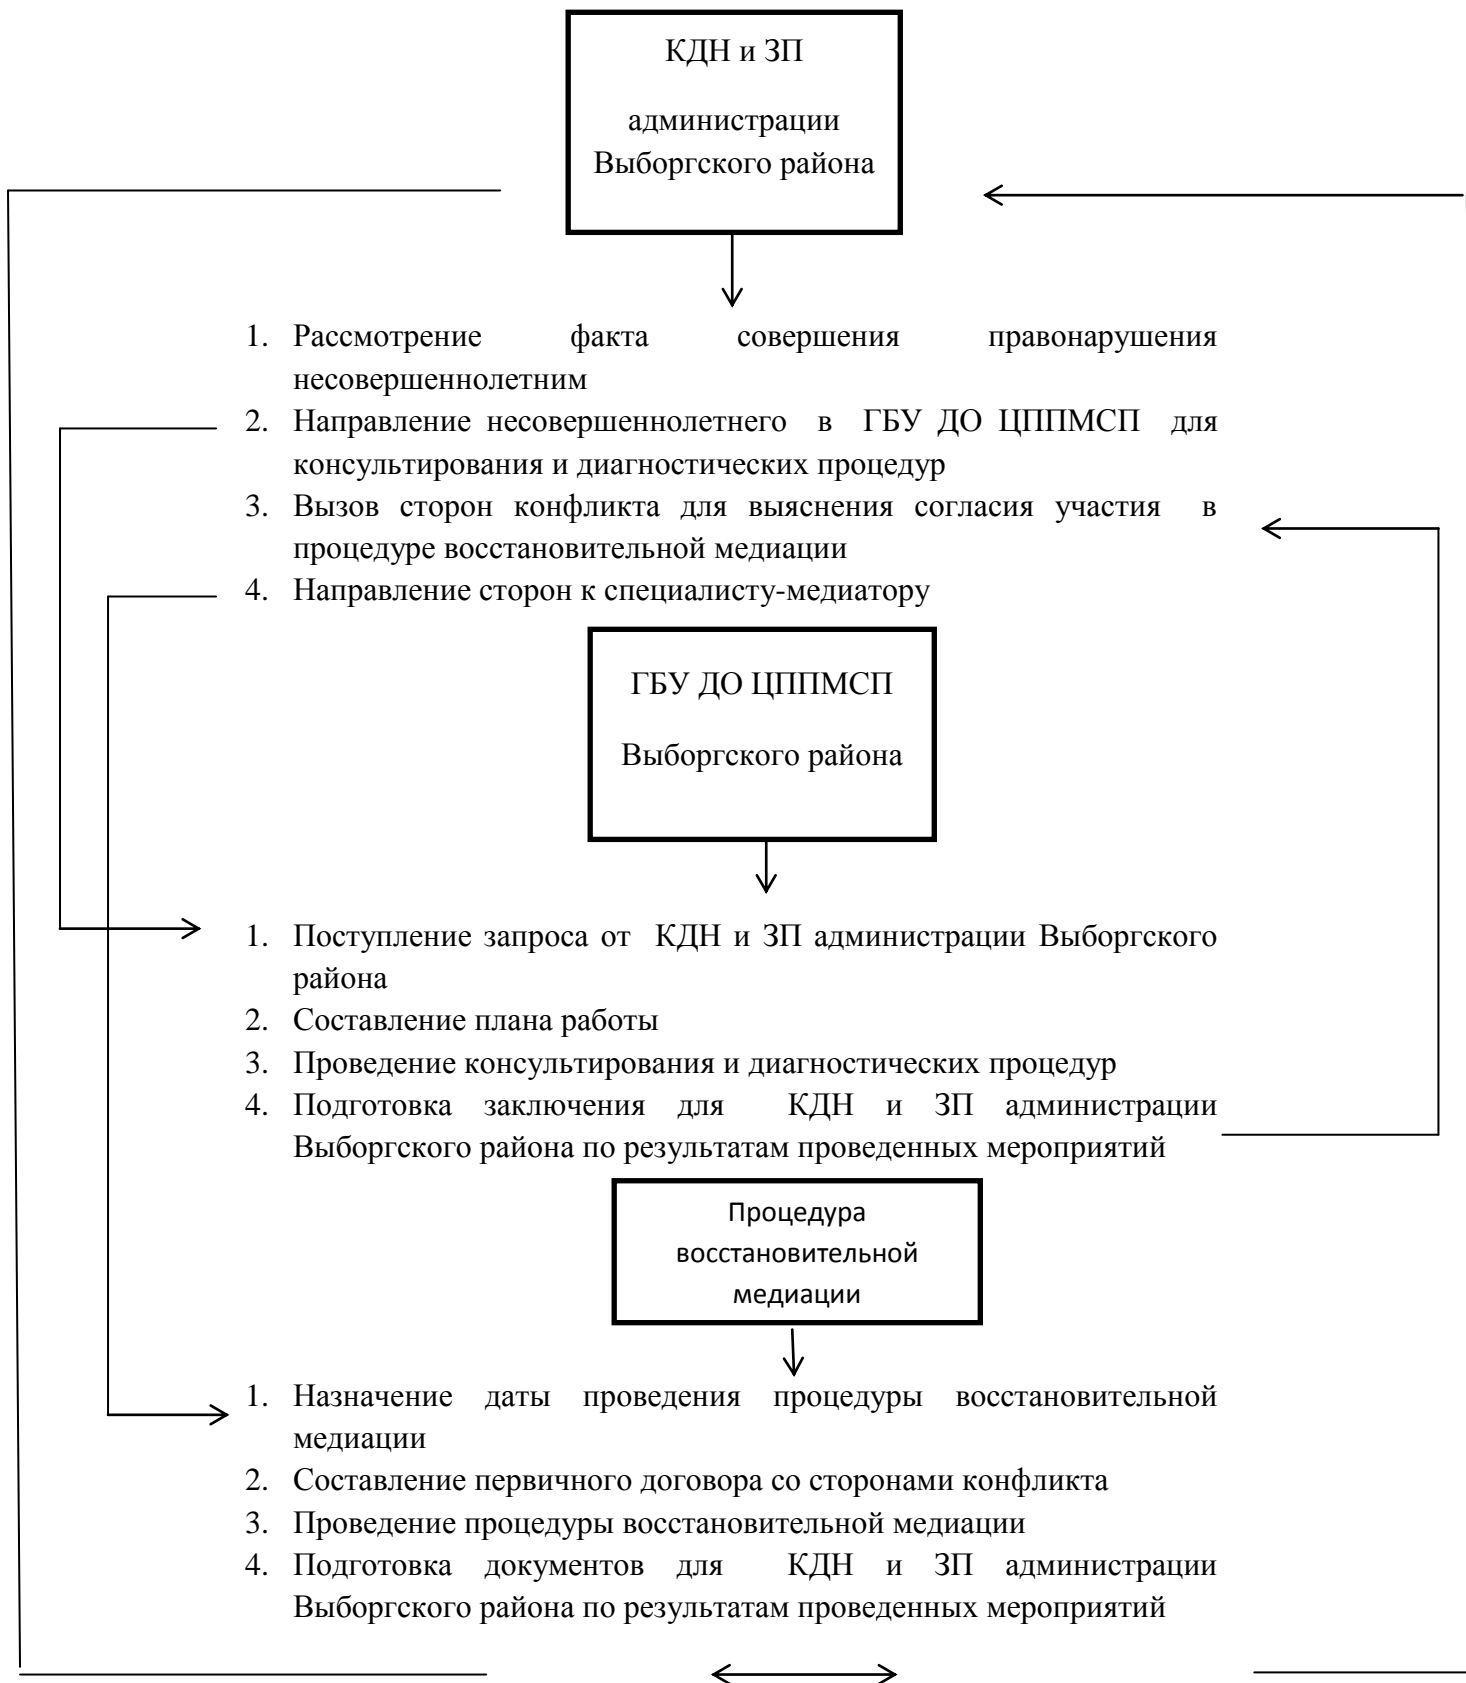 КДН и ЗП
администрации
Выборгского района
1. Рассмотрение факта совершения правонарушения
несовершеннолетним
2. Направление несовершеннолетнего в ГБУ ДО ЦППМСП для
консультирования и диагностических процедур
3. Вызов сторон конфликта для выяснения согласия участия в
процедуре восстановительной медиации
4. Направление сторон к специалисту-медиатору
ГБУ ДО ЦППМСП
Выборгского района
1. Поступление запроса от КДН и ЗП администрации Выборгского
района
2. Составление плана работы
3. Проведение консультирования и диагностических процедур
4. Подготовка заключения для КДН и ЗП администрации
Выборгского района по результатам проведенных мероприятий
Процедура
восстановительной
медиации
1. Назначение даты проведения процедуры восстановительной
медиации
2. Составление первичного договора со сторонами конфликта
3. Проведение процедуры восстановительной медиации
4. Подготовка документов для КДН и ЗП администрации
Выборгского района по результатам проведенных мероприятий